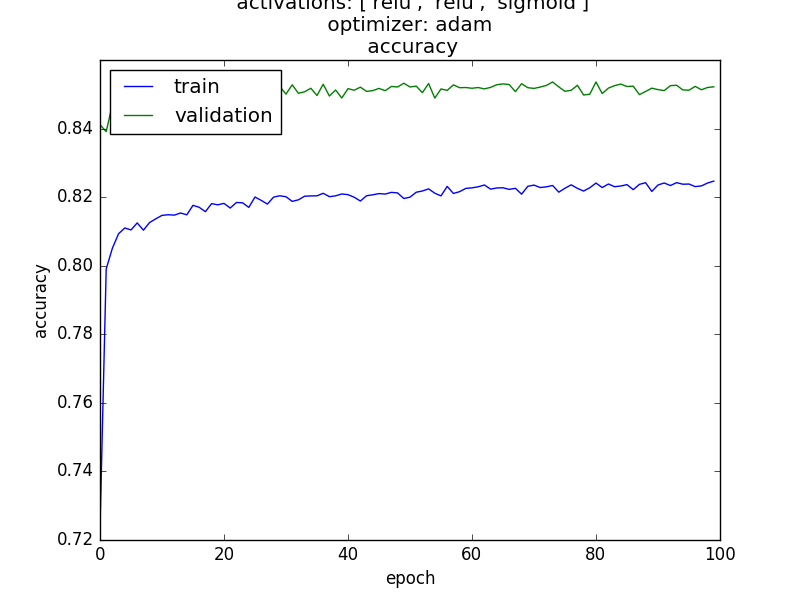 activations: ['relu', 'relu', 'sigmoid']
optimizer: adam
accuracy
train
validation
0.84
0.82
0.80
0.78
0.76
0.74
0.72
accuracy
0 20 40 60 80 100
epoch